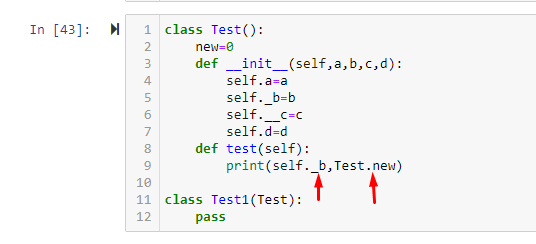 In [43]:
1 class Test():
2     new=0
3     def __init__(self,a,b,c,d):
4         self.a=a
5         self._b=b
6         self.__c=c
7         self.d=d
8     def test(self):
9         print(self._b,Test.new)
10
11 class Test1(Test):
12     pass